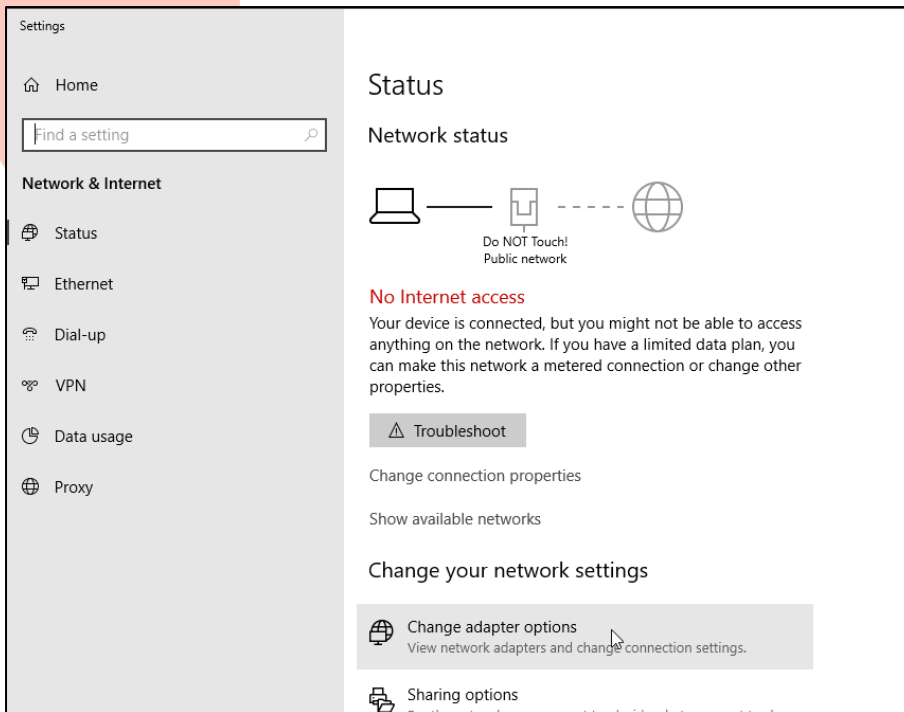 Settings
Home
Find a setting
Network & Internet
Status
Ethernet
Dial-up
VPN
Data usage
Proxy
Status
Network status
Do NOT Touch!
Public network
No Internet access
Your device is connected, but you might not be able to access
anything on the network. If you have a limited data plan, you
can make this network a metered connection or change other
properties.
Troubleshoot
Change connection properties
Show available networks
Change your network settings
Change adapter options
View network adapters and change connection settings.
Sharing options